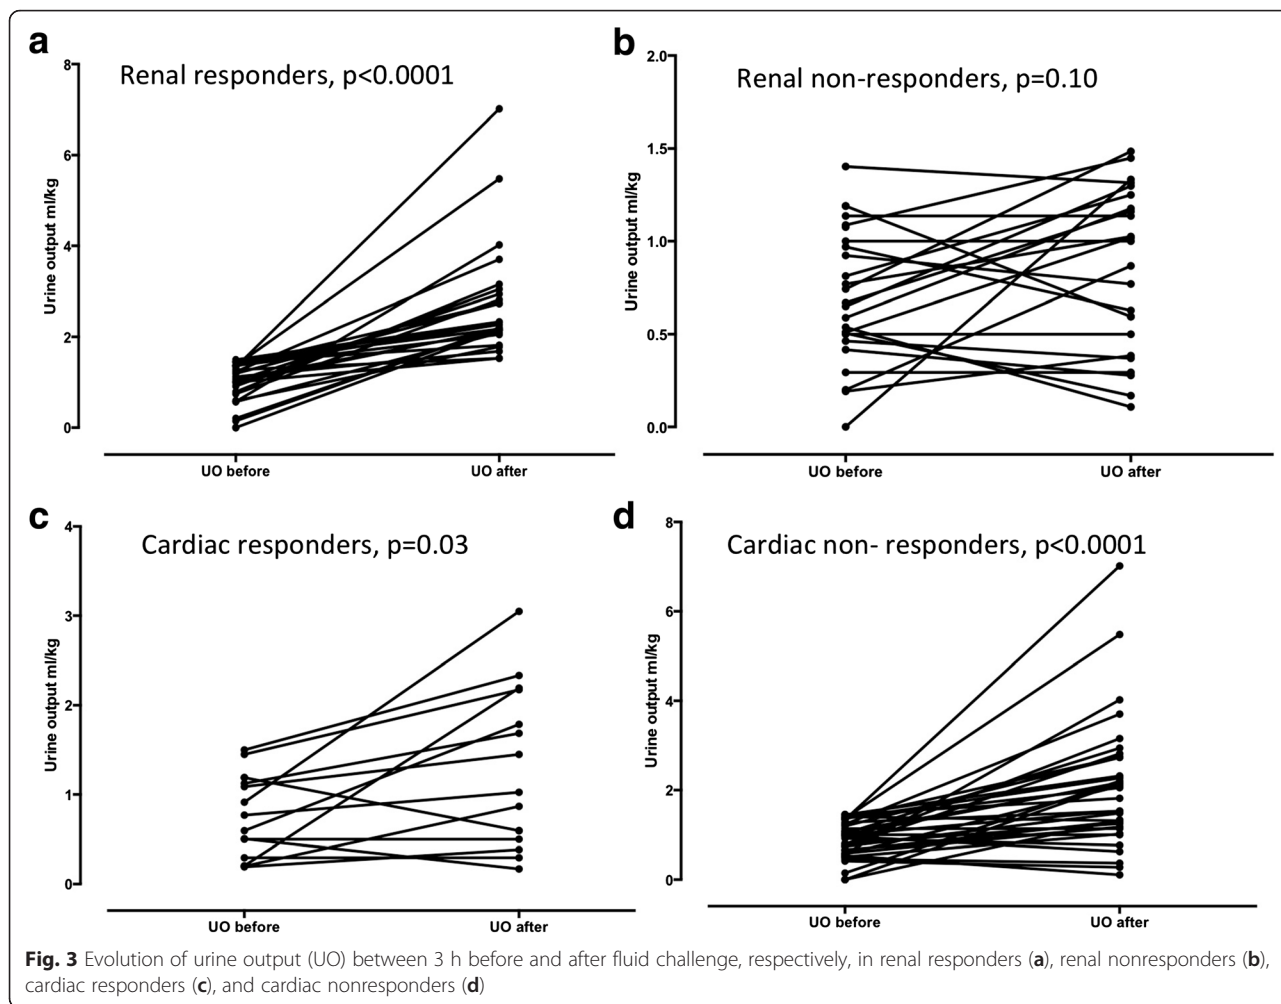 a
Renal responders, p<0.0001
8
6
4
2
0
Urine output ml/kg
UO before
UO after
b
Renal non-responders, p=0.10
2.0
1.5
1.0
0.5
0.0
Urine output ml/kg
UO before
UO after
c
Cardiac responders, p=0.03
4
3
2
1
0
Urine output ml/kg
UO before
UO after
d
Cardiac non- responders, p<0.0001
8
6
4
2
0
Urine output ml/kg
UO before
UO after
Fig. 3 Evolution of urine output (UO) between 3 h before and after fluid challenge, respectively, in renal responders (a), renal nonresponders (b),
cardiac responders (c), and cardiac nonresponders (d)